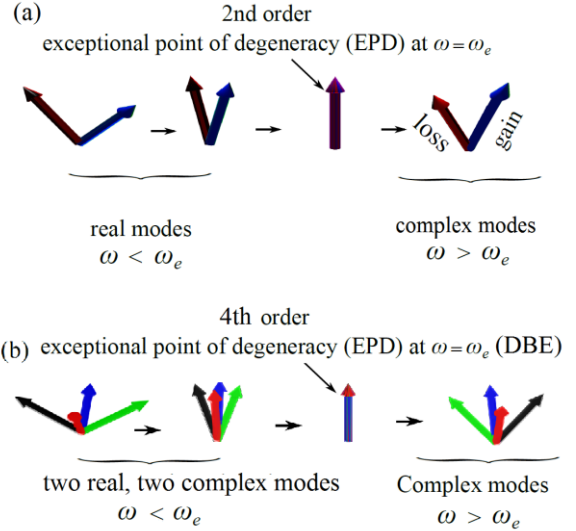 (a)
2nd order
exceptional point of degeneracy (EPD) at ω = ωₑ
loss
gain
real modes
ω < ωₑ
complex modes
ω > ωₑ
4th order
(b) exceptional point of degeneracy (EPD) at ω = ωₑ (DBE)
two real, two complex modes
ω < ωₑ
Complex modes
ω > ωₑ